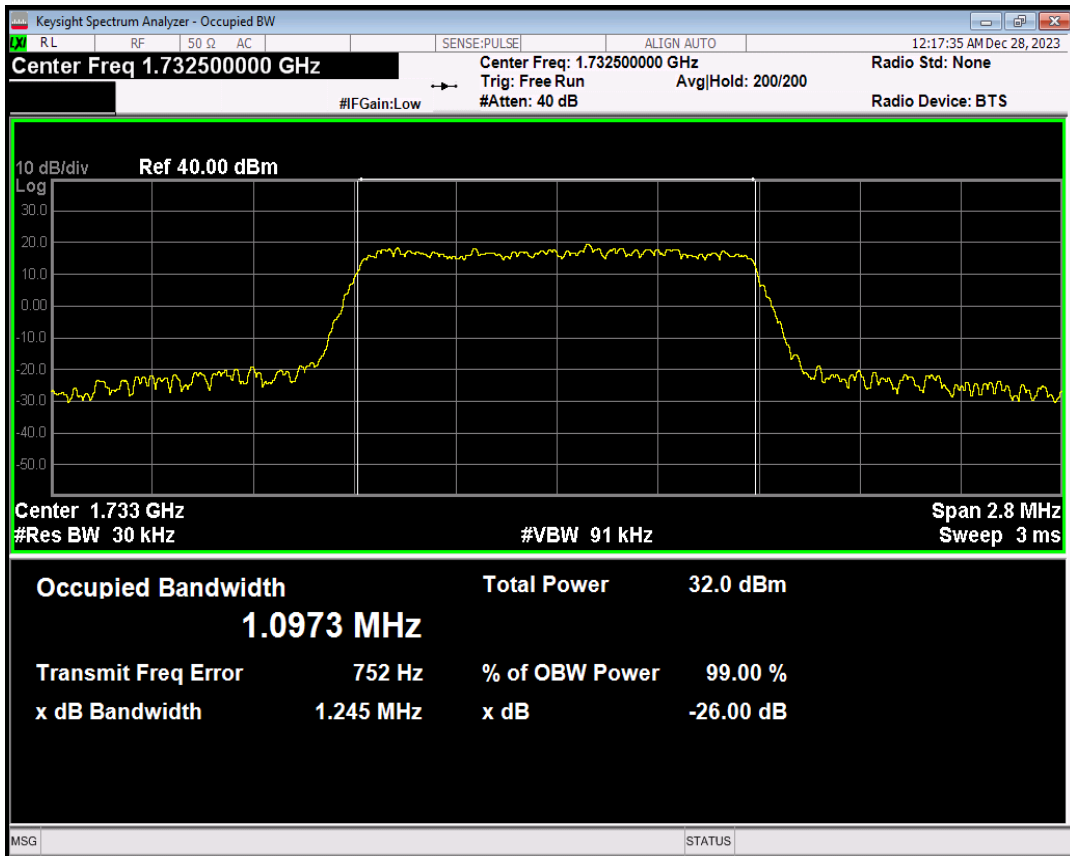 Keysight Spectrum Analyzer - Occupied BW
LXI RL RF 50 Ω AC SENSE:PULSE ALIGN AUTO 12:17:35 AM Dec 28, 2023
Center Freq 1.732500000 GHz
Center Freq: 1.732500000 GHz
Radio Std: None
Trig: Free Run
Avg|Hold: 200/200
#IFGain:Low
#Atten: 40 dB
Radio Device: BTS
10 dB/div
Ref 40.00 dBm
Log
30.0
20.0
10.0
0.00
-10.0
-20.0
-30.0
-40.0
-50.0
Center 1.733 GHz
Span 2.8 MHz
#Res BW 30 kHz
#VBW 91 kHz
Sweep 3 ms
Occupied Bandwidth
Total Power 32.0 dBm
1.0973 MHz
Transmit Freq Error 752 Hz
% of OBW Power 99.00 %
x dB Bandwidth 1.245 MHz
x dB -26.00 dB
MSG
STATUS